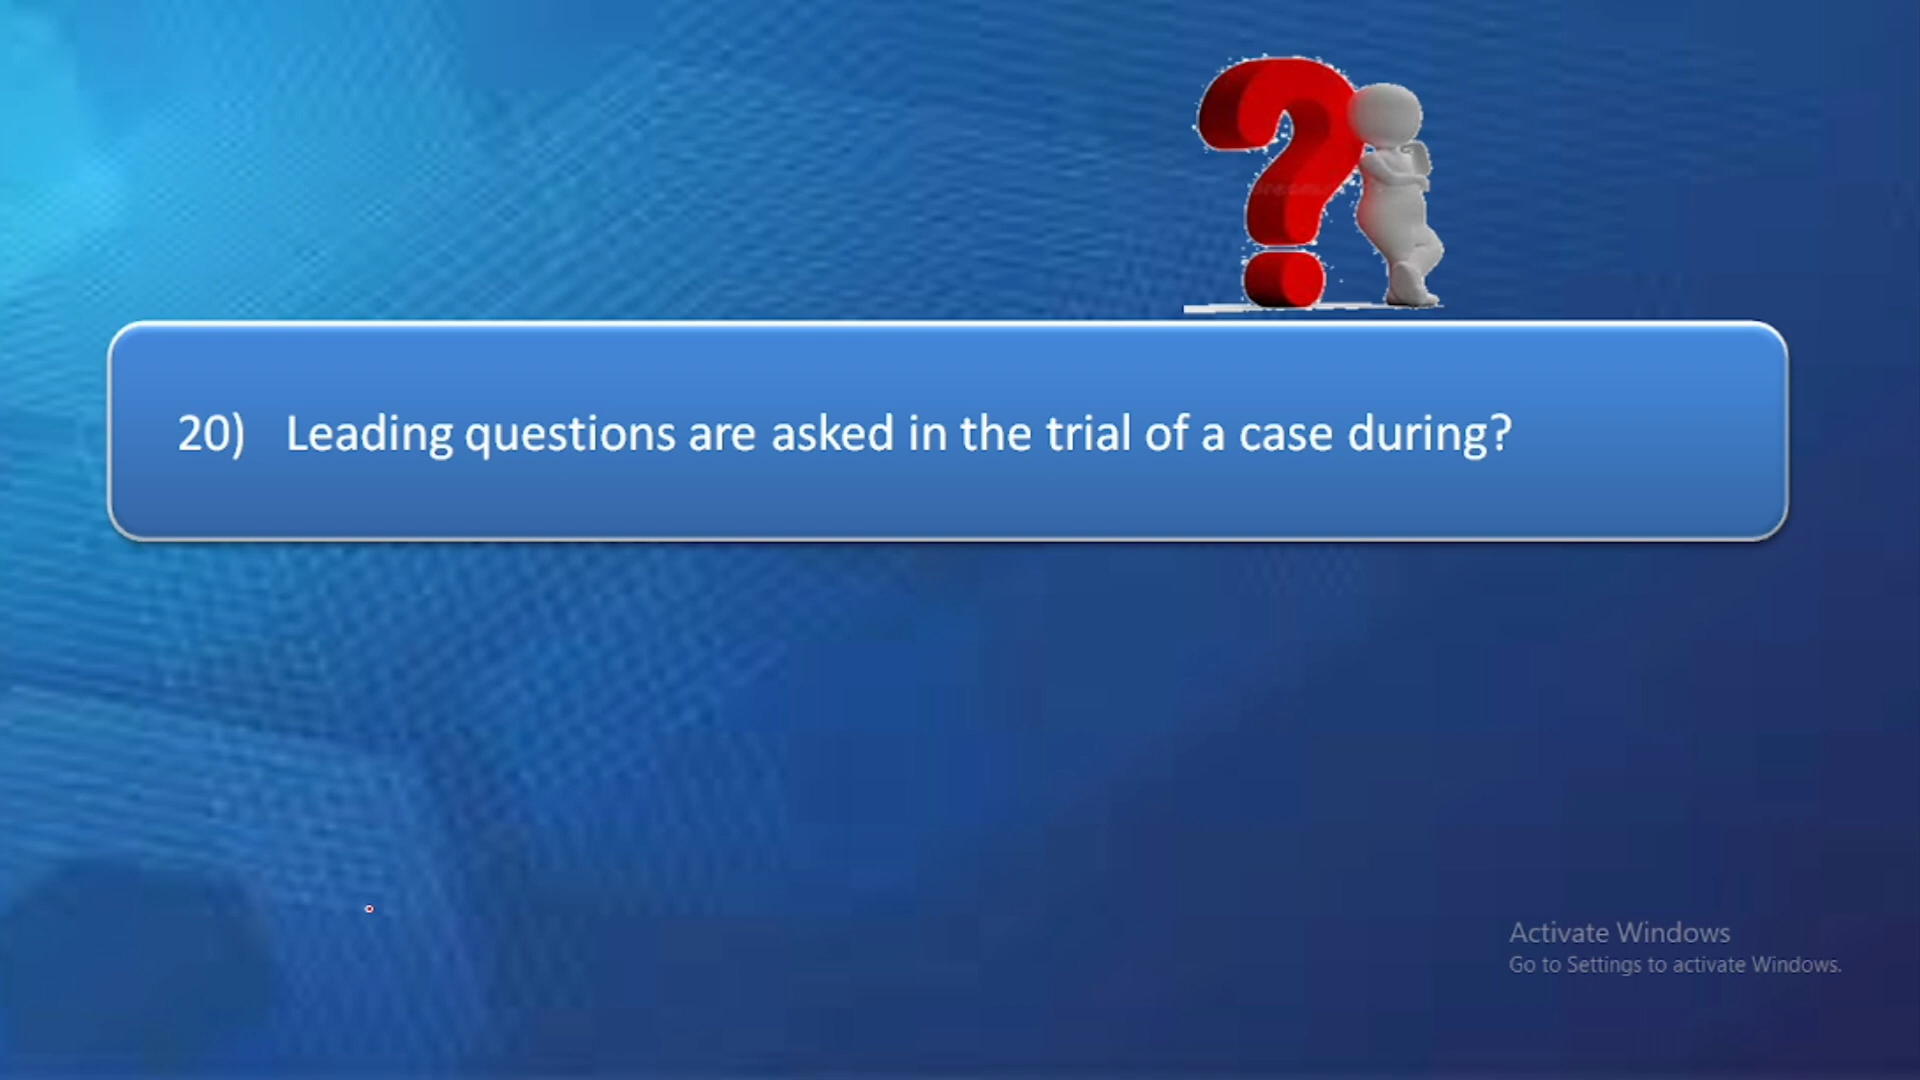 20) Leading questions are asked in the trial of a case during?
Activate Windows
Go to Settings to activate Windows.